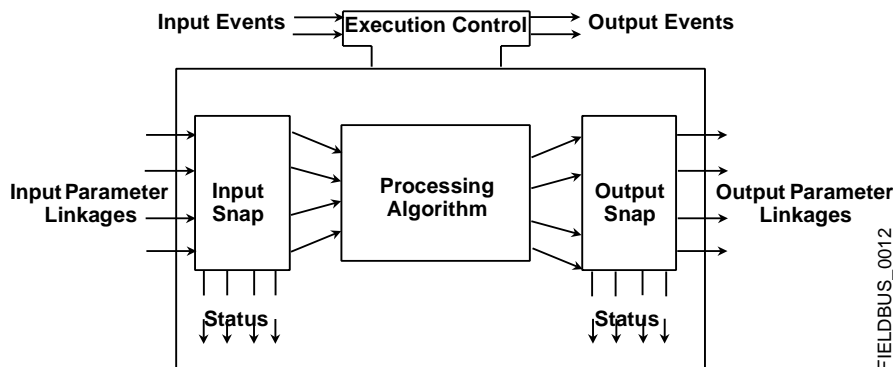 Input Events
Execution Control
Output Events
Input Parameter
Linkages
Input
Snap
Processing
Algorithm
Output
Snap
Output Parameter
Linkages
Status
Status
FIELDBUS_0012